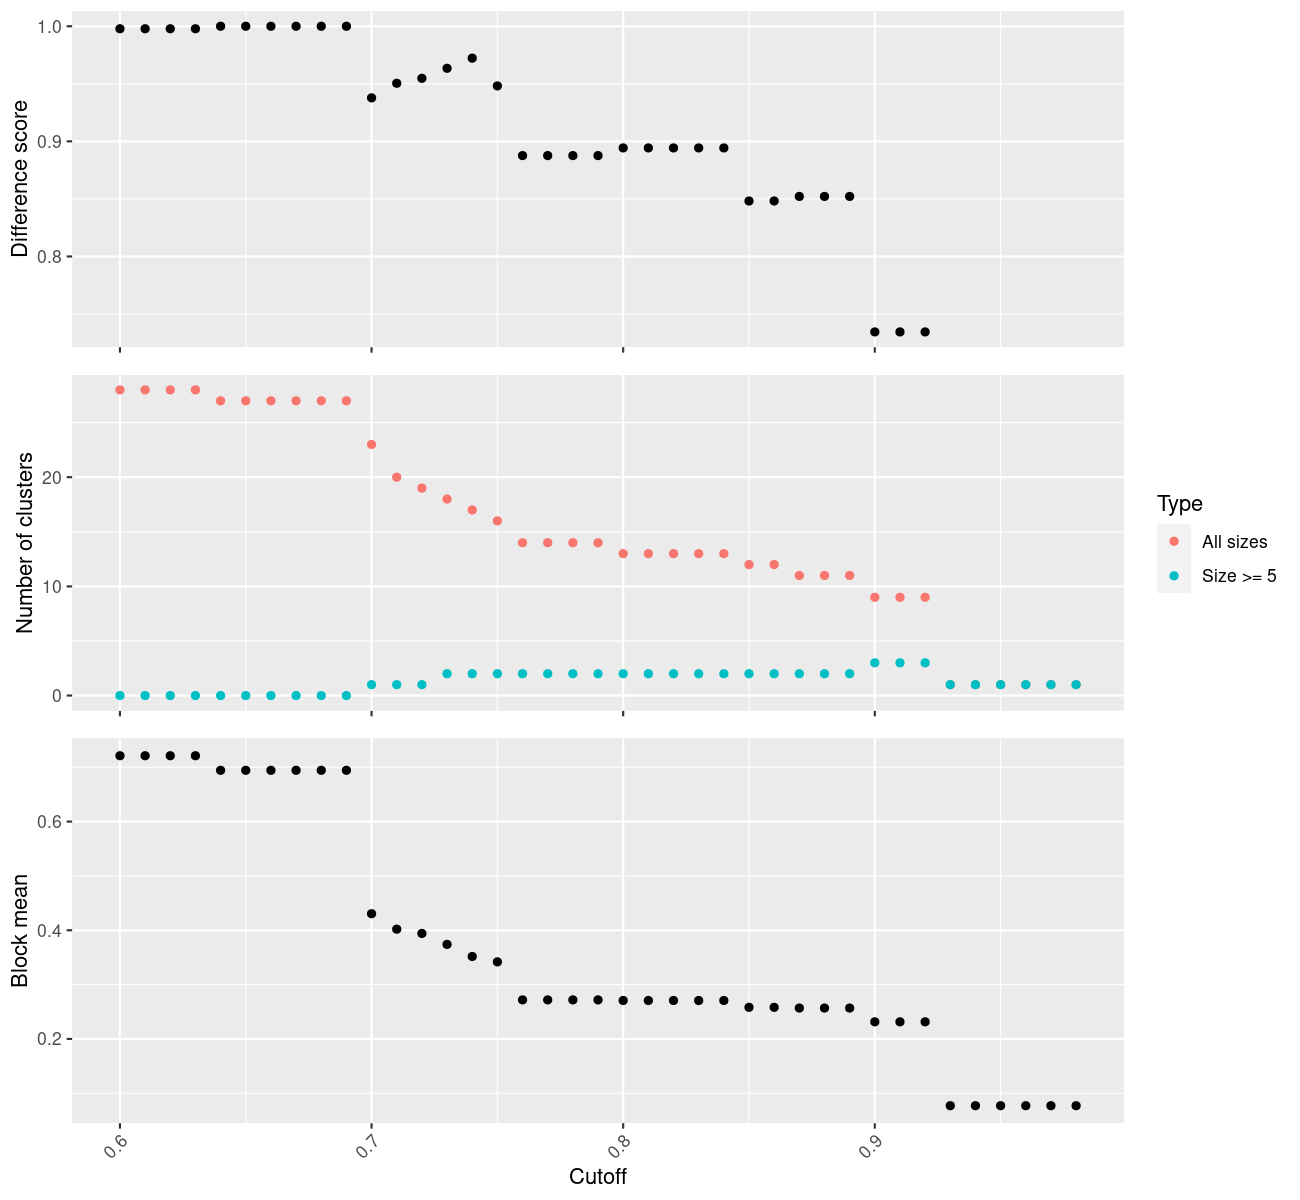 Difference score
1.0
0.9
0.8
Number of clusters
20
10
0
Type
All sizes
Size >= 5
Block mean
0.6
0.4
0.2
0.6
0.7
0.8
0.9
Cutoff